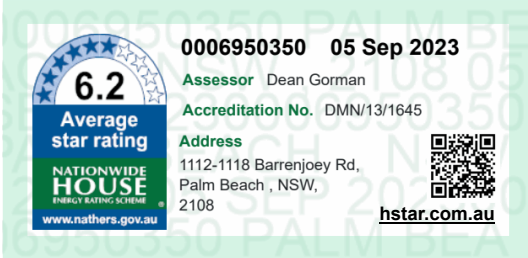 0006950350 05 Sep 2023
6.2
Average
star rating
NATIONWIDE
HOUSE
ENERGY RATING SCHEME ®
www.nathers.gov.au
Assessor Dean Gorman
Accreditation No. DMN/13/1645
Address
1112-1118 Barrenjoey Rd,
Palm Beach , NSW,
2108
hstar.com.au